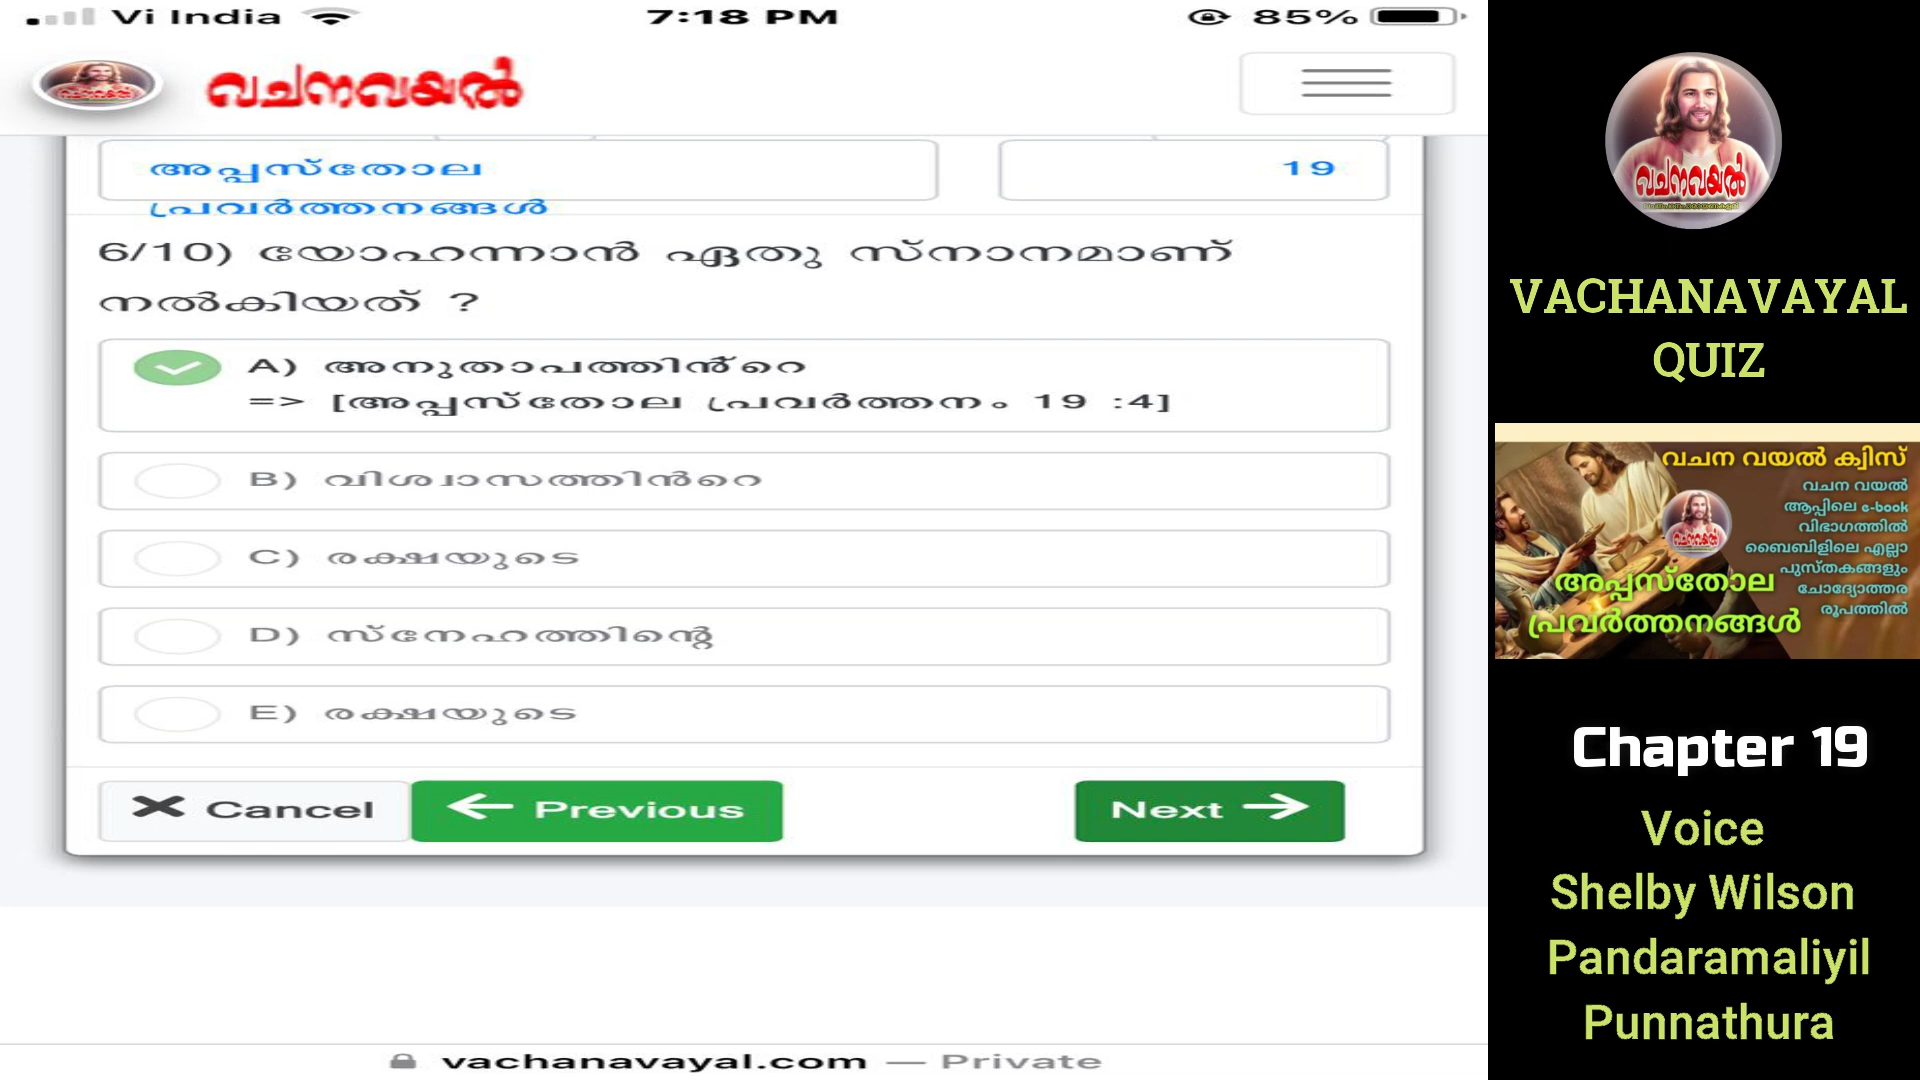 Vi India 7:18 PM 85%
വചനവയൽ
അപ്പസ്തോല 19
പ്രവർത്തനങ്ങൾ
6/10) യോഹന്നാൻ ഏതു സ്നാനമാണ്
നൽകിയത് ?
A) അനുതാപത്തിൻ്റെ
=> [അപ്പസ്തോല പ്രവർത്തനം 19 :4]
B) വിശ്വാസത്തിൻറെ
C) രക്ഷയുടെ
D) സ്നേഹത്തിന്റെ
E) രക്ഷയുടെ
Cancel
Previous
Next
vachanavayal.com — Private
വചനവയൽ
VACHANAVAYAL
QUIZ
വചന വയൽ ക്വിസ്
വചന വയൽ
ആപ്പിലെ e-book
വിഭാഗത്തിൽ
ബൈബിളിലെ എല്ലാ
പുസ്തകങ്ങളും
ചോദ്യോത്തര
രൂപത്തിൽ
വചനവയൽ
അപ്പസ്തോല
പ്രവർത്തനങ്ങൾ
Chapter 19
Voice
Shelby Wilson
Pandaramaliyil
Punnathura